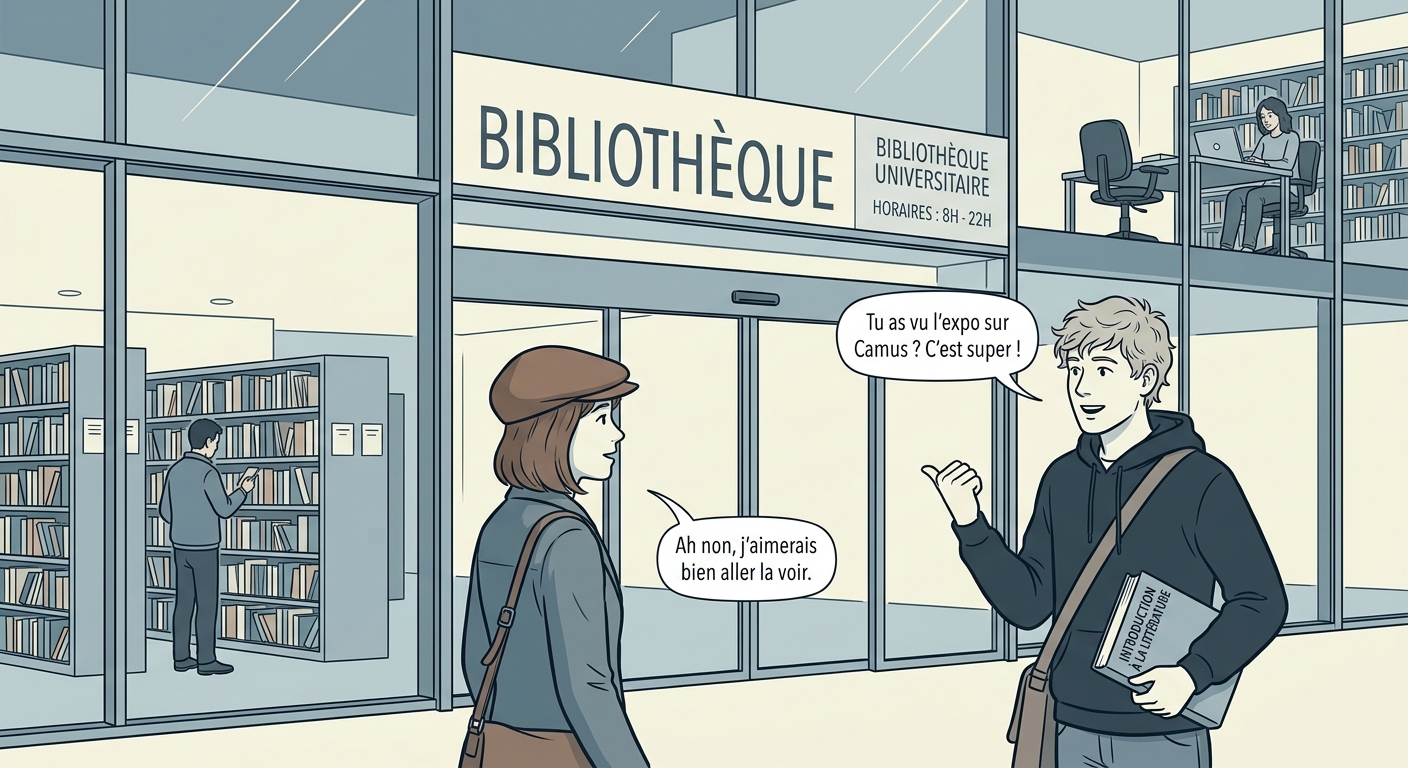 BIBLIOTHÈQUE
BIBLIOTHÈQUE
UNIVERSITAIRE
HORAIRES : 8H - 22H
Tu as vu l'expo sur
Camus ? C'est super !
Ah non, j'aimerais
bien aller la voir.
INTRODUCTION
À LA LITTÉRATURE